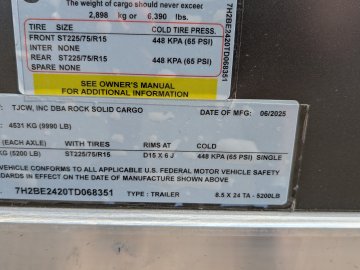 The weight of cargo should never exceed
2,898 kg or 6,390 lbs.
TIRE SIZE COLD TIRE PRESS.
FRONT ST225/75/R15 448 KPA (65 PSI)
INTER NONE
REAR ST225/75/R15 448 KPA (65 PSI)
SPARE NONE
SEE OWNER'S MANUAL
FOR ADDITIONAL INFORMATION
7H2BE2420TD068351
TJCW, INC DBA ROCK SOLID CARGO DATE OF MFG: 06/2025
4531 KG (9990 LB)
(EACH AXLE) WITH TIRES RIMS AT COLD
KG (5200 LB) ST225/75/R15 D15 X 6 J 448 KPA (65 PSI) SINGLE
VEHICLE CONFORMS TO ALL APPLICABLE U.S. FEDERAL MOTOR VEHICLE SAFETY
STANDARDS IN EFFECT ON THE DATE OF MANUFACTURE SHOWN ABOVE
7H2BE2420TD068351 TYPE : TRAILER 8.5 X 24 TA - 5200LB